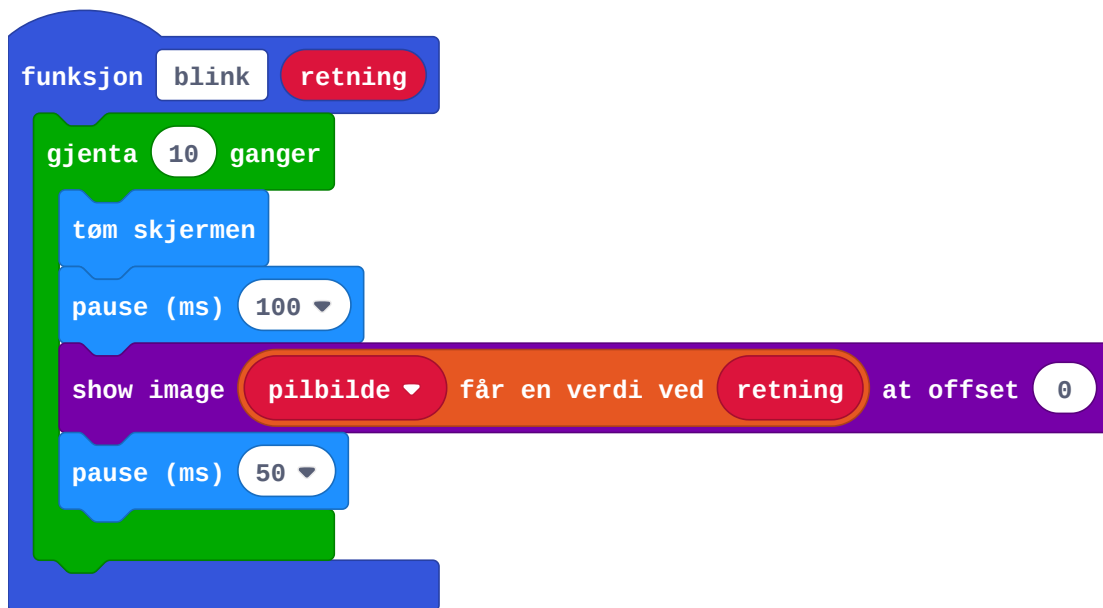 funksjon blink retning
gjenta 10 ganger
tøm skjermen
pause (ms) 100
show image pilbilde får en verdi ved retning at offset 0
pause (ms) 50